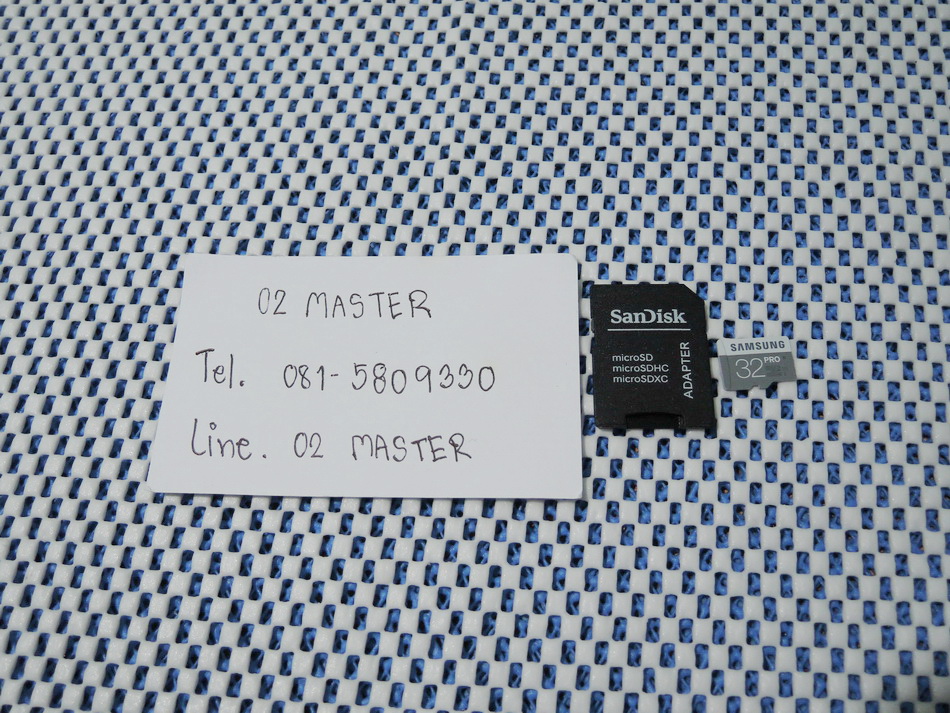 02 MASTER
Tel. 081-5809330
Line. 02 MASTER
SanDisk
microSD
microSDHC
microSDXC
ADAPTER
SAMSUNG
32 PRO